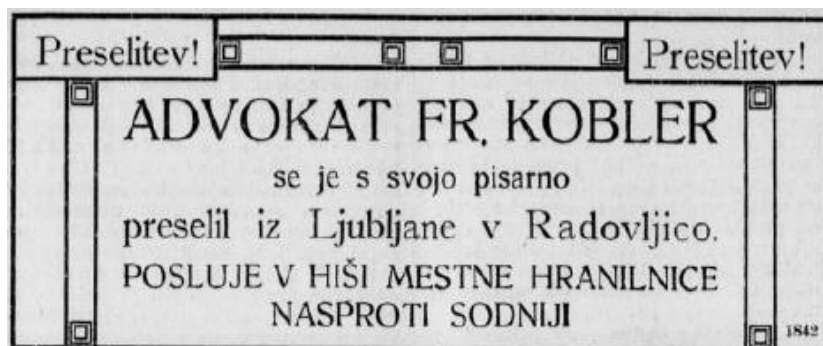 Preselitev! Preselitev!
ADVOKAT FR. KOBLER
se je s svojo pisarno
preselil iz Ljubljane v Radovljico.
POSLUJE V HIŠI MESTNE HRANILNICE
NASPROTI SODNIJI
1842